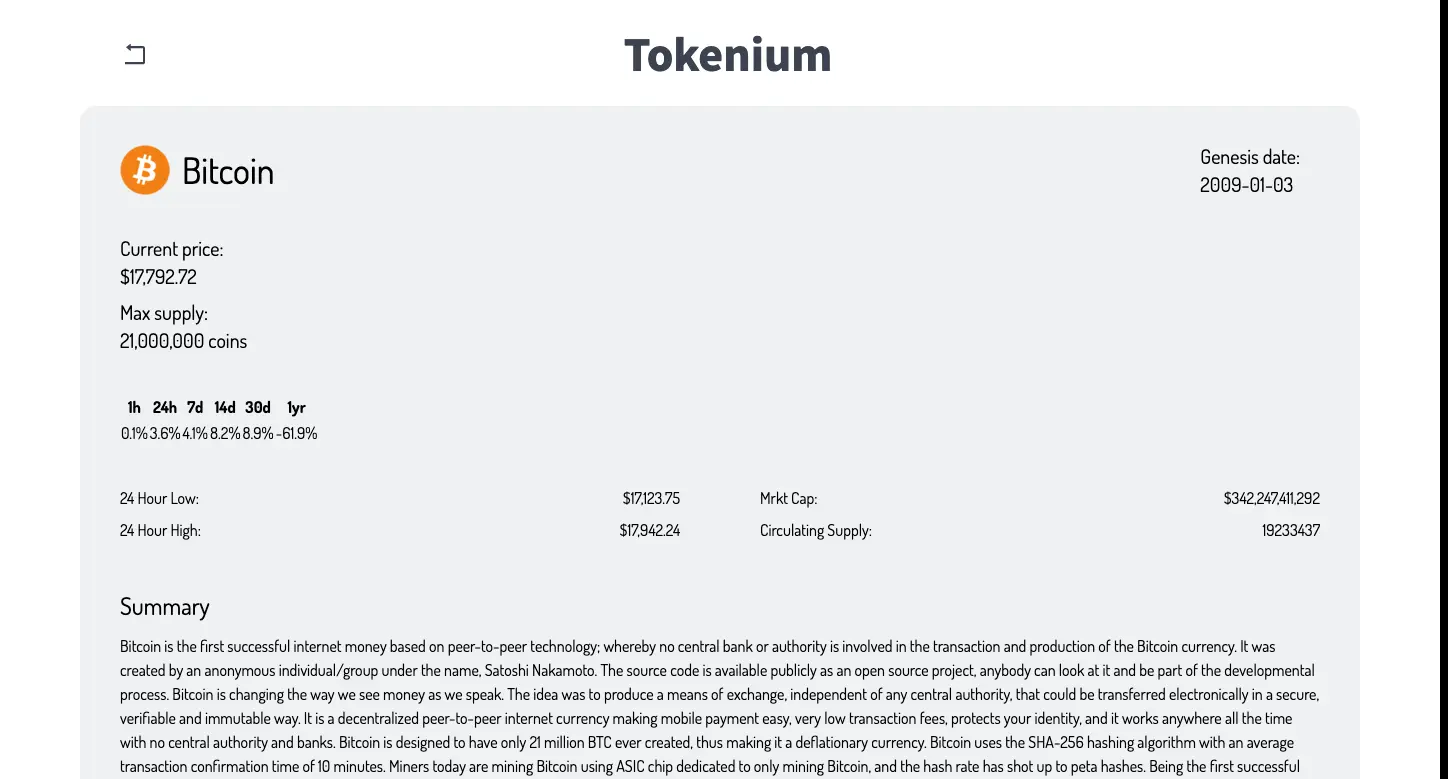 Tokenium
Bitcoin
Genesis date:
2009-01-03
Current price:
$17,792.72
Max supply:
21,000,000 coins
1h 24h 7d 14d 30d 1yr
0.1% 3.6% 4.1% 8.2% 8.9% -61.9%
24 Hour Low: $17,123.75 Mrkt Cap: $342,247,411,292
24 Hour High: $17,942.24 Circulating Supply: 19233437
Summary
Bitcoin is the first successful internet money based on peer-to-peer technology; whereby no central bank or authority is involved in the transaction and production of the Bitcoin currency. It was
created by an anonymous individual/group under the name, Satoshi Nakamoto. The source code is available publicly as an open source project, anybody can look at it and be part of the developmental
process. Bitcoin is changing the way we see money as we speak. The idea was to produce a means of exchange, independent of any central authority, that could be transferred electronically in a secure,
verifiable and immutable way. It is a decentralized peer-to-peer internet currency making mobile payment easy, very low transaction fees, protects your identity, and it works anywhere all the time
with no central authority and banks. Bitcoin is designed to have only 21 million BTC ever created, thus making it a deflationary currency. Bitcoin uses the SHA-256 hashing algorithm with an average
transaction confirmation time of 10 minutes. Miners today are mining Bitcoin using ASIC chip dedicated to only mining Bitcoin, and the hash rate has shot up to peta hashes. Being the first successful